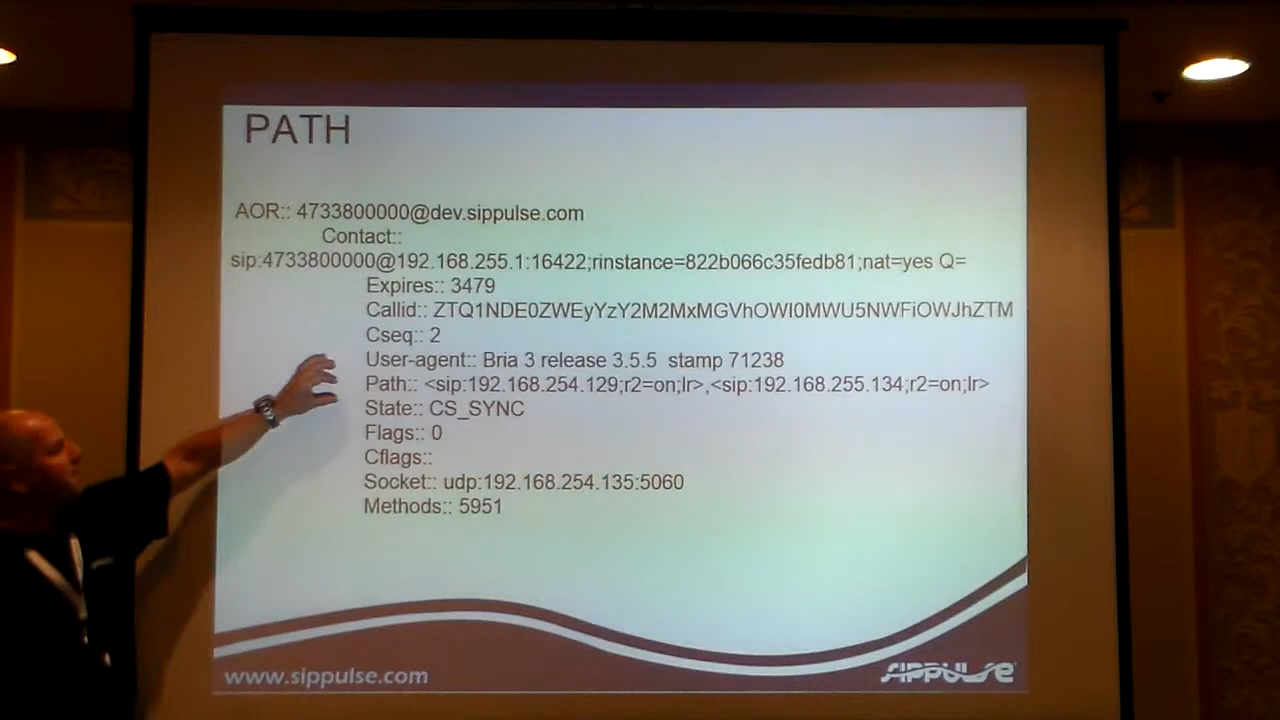 PATH
AOR:: 4733800000@dev.sippulse.com
Contact::
sip:4733800000@192.168.255.1:16422;rinstance=822b066c35fedb81;nat=yes Q=
Expires:: 3479
Callid:: ZTQ1NDE0ZWEyYzY2M2MxMGVhOWI0MWU5NWFiOWJhZTM
Cseq:: 2
User-agent:: Bria 3 release 3.5.5 stamp 71238
Path:: <sip:192.168.254.129;r2=on;lr>,<sip:192.168.255.134;r2=on;lr>
State:: CS_SYNC
Flags:: 0
Cflags::
Socket:: udp:192.168.254.135:5060
Methods:: 5951
www.sippulse.com
SIPPULSE